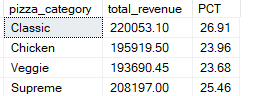 pizza_category total_revenue PCT
Classic 220053.10 26.91
Chicken 195919.50 23.96
Veggie 193690.45 23.68
Supreme 208197.00 25.46